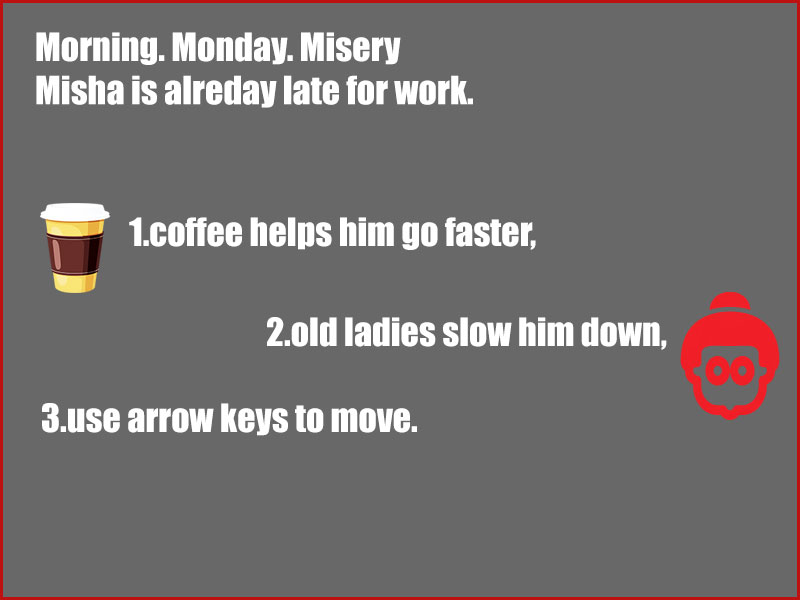 Morning. Monday. Misery
Misha is alreday late for work.
1.coffee helps him go faster,
2.old ladies slow him down,
3.use arrow keys to move.